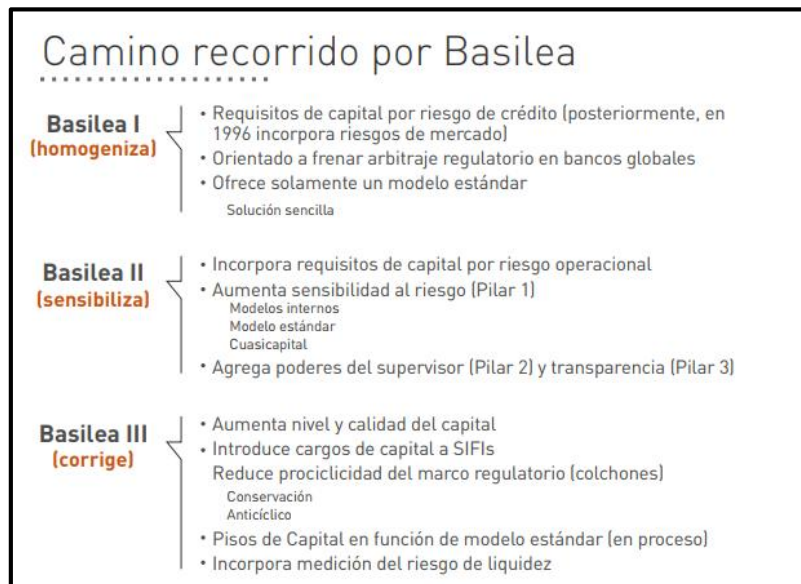 Camino recorrido por Basilea
Basilea I
(homogeniza)
• Requisitos de capital por riesgo de crédito (posteriormente, en
1996 incorpora riesgos de mercado)
• Orientado a frenar arbitraje regulatorio en bancos globales
• Ofrece solamente un modelo estándar
Solución sencilla
Basilea II
(sensibiliza)
• Incorpora requisitos de capital por riesgo operacional
• Aumenta sensibilidad al riesgo (Pilar 1)
Modelos internos
Modelo estándar
Cuasicapital
• Agrega poderes del supervisor (Pilar 2) y transparencia (Pilar 3)
Basilea III
(corrige)
• Aumenta nivel y calidad del capital
• Introduce cargos de capital a SIFIs
Reduce prociclicidad del marco regulatorio (colchones)
Conservación
Anticíclico
• Pisos de Capital en función de modelo estándar (en proceso)
• Incorpora medición del riesgo de liquidez